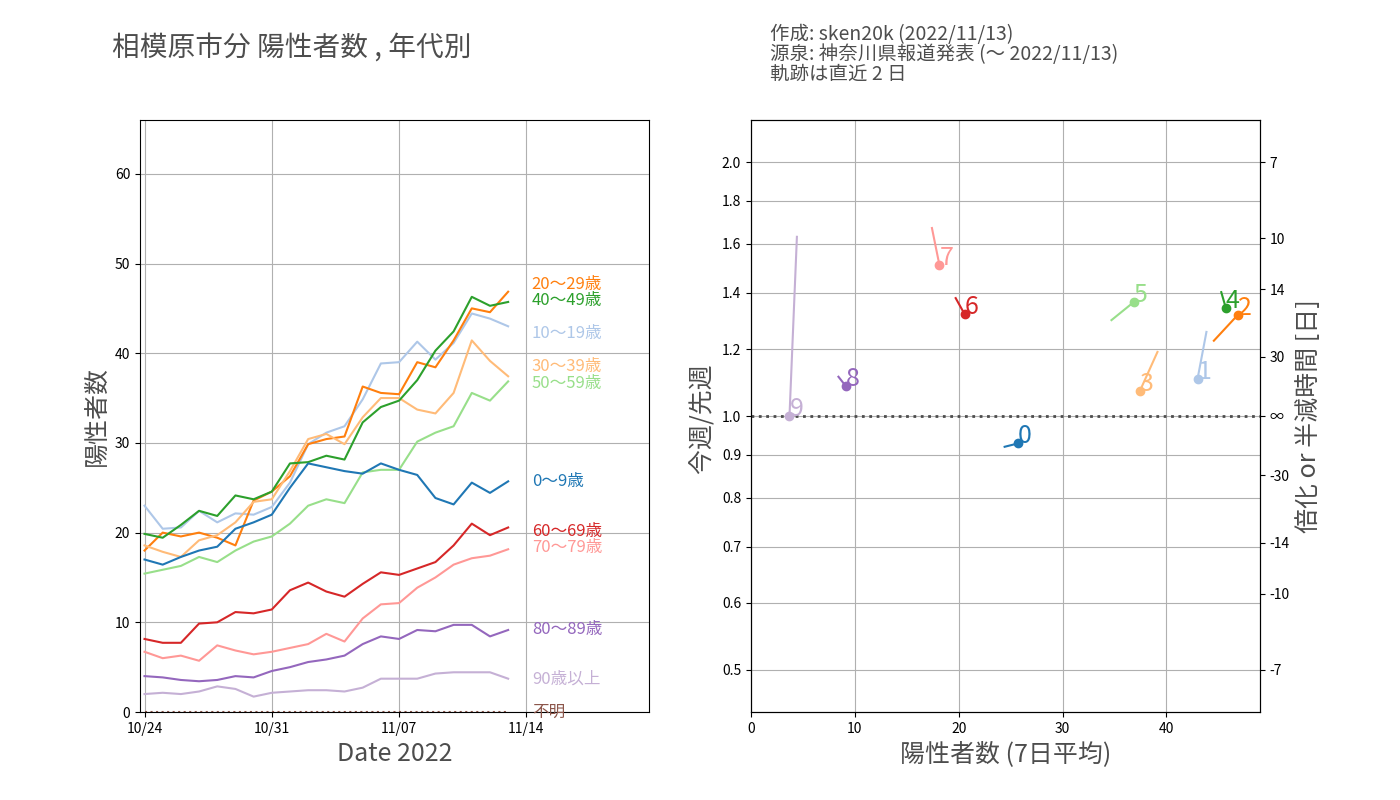 相模原市分 陽性者数 , 年代別
作成: sken20k (2022/11/13)
源泉: 神奈川県報道発表 (〜 2022/11/13)
軌跡は直近 2 日
陽性者数
60
50
40
30
20
10
0
10/24
10/31
11/07
11/14
Date 2022
20〜29歳
40〜49歳
10〜19歳
30〜39歳
50〜59歳
0〜9歳
60〜69歳
70〜79歳
80〜89歳
90歳以上
不明
今週/先週
2.0
1.8
1.6
1.4
1.2
1.0
0.9
0.8
0.7
0.6
0.5
7
6
5
4
2
8
3
1
9
0
0
10
20
30
40
陽性者数 (7日平均)
7
10
14
30
∞
-30
-14
-10
-7
倍化 or 半減時間 [日]